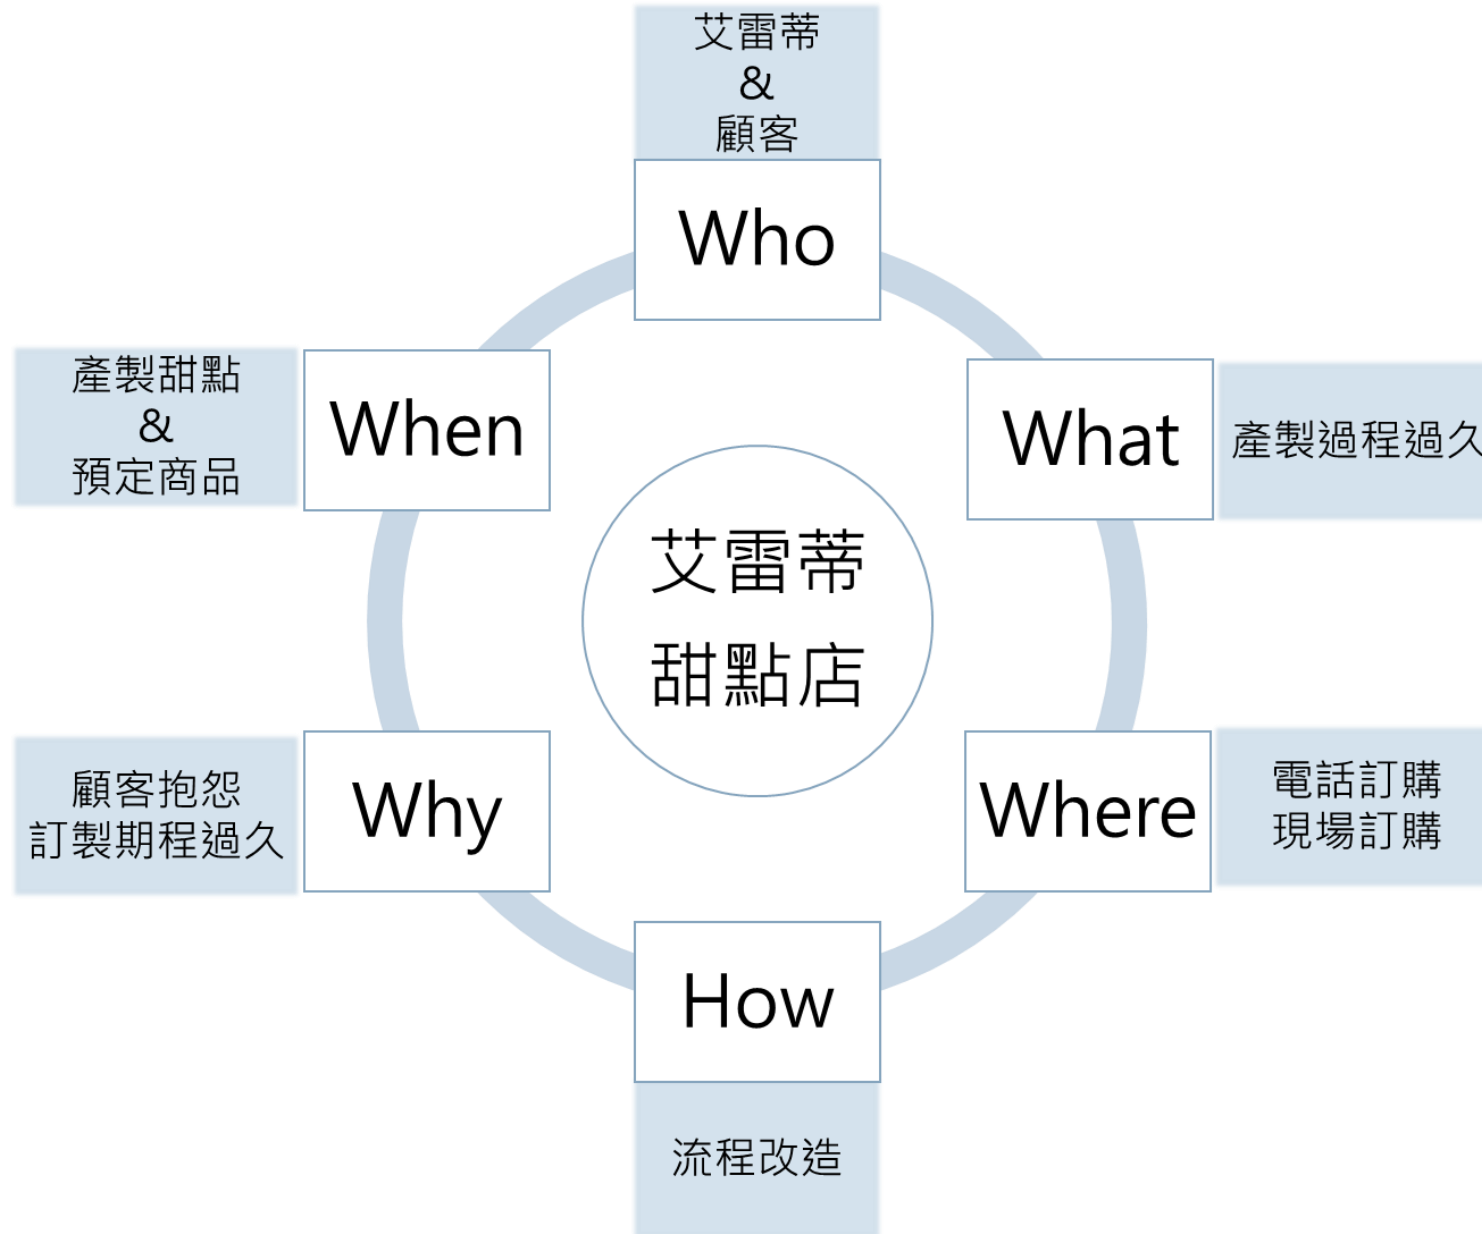 艾雷蒂
&
顧客
Who
產製甜點
&
預定商品
When
What
產製過程過久
艾雷蒂
甜點店
顧客抱怨
訂製期程過久
Why
Where
電話訂購
現場訂購
How
流程改造